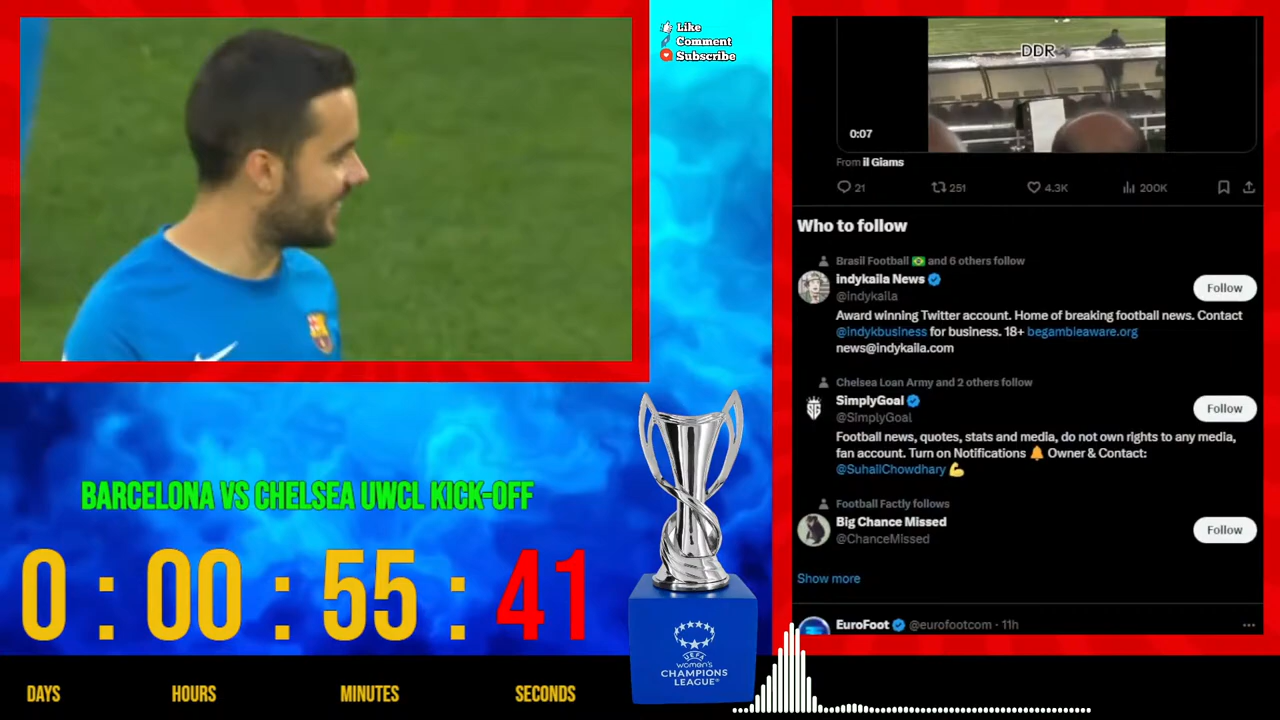 Like
Comment
Subscribe
BARCELONA VS CHELSEA UWCL KICK-OFF
0 : 00 : 55 : 41
DAYS
HOURS
MINUTES
SECONDS
UEFA
women's
CHAMPIONS
LEAGUE®
DDR
0:07
From il Giams
21
251
4.3K
200K
Who to follow
Brasil Football 🇧🇷 and 6 others follow
indykaila News
Follow
@indykaila
Award winning Twitter account. Home of breaking football news. Contact
@indykbusiness for business. 18+ begambleaware.org
news@indykaila.com
Chelsea Loan Army and 2 others follow
SimplyGoal
Follow
SG
@SimplyGoal
Football news, quotes, stats and media, do not own rights to any media,
fan account. Turn on Notifications 🔔 Owner & Contact:
@SuhailChowdhary 💪
Football Factly follows
Big Chance Missed
Follow
@ChanceMissed
Show more
EuroFoot @eurofootcom · 11h